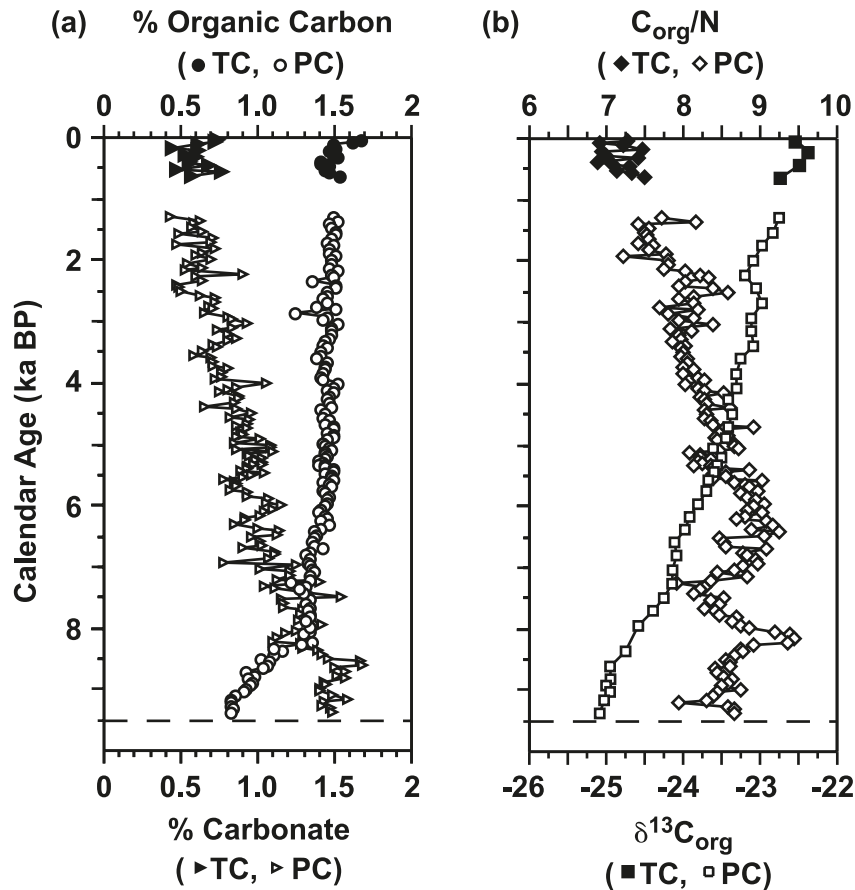 (a) % Organic Carbon
( ● TC, ○ PC)
0 0.5 1.0 1.5 2
(b) C_org/N
( ◆ TC, ◇ PC)
6 7 8 9 10
Calendar Age (ka BP)
0
2
4
6
8
0 0.5 1.0 1.5 2
% Carbonate
( ▶ TC, ▷ PC)
-26 -25 -24 -23 -22
δ¹³C_org
( ■ TC, □ PC)